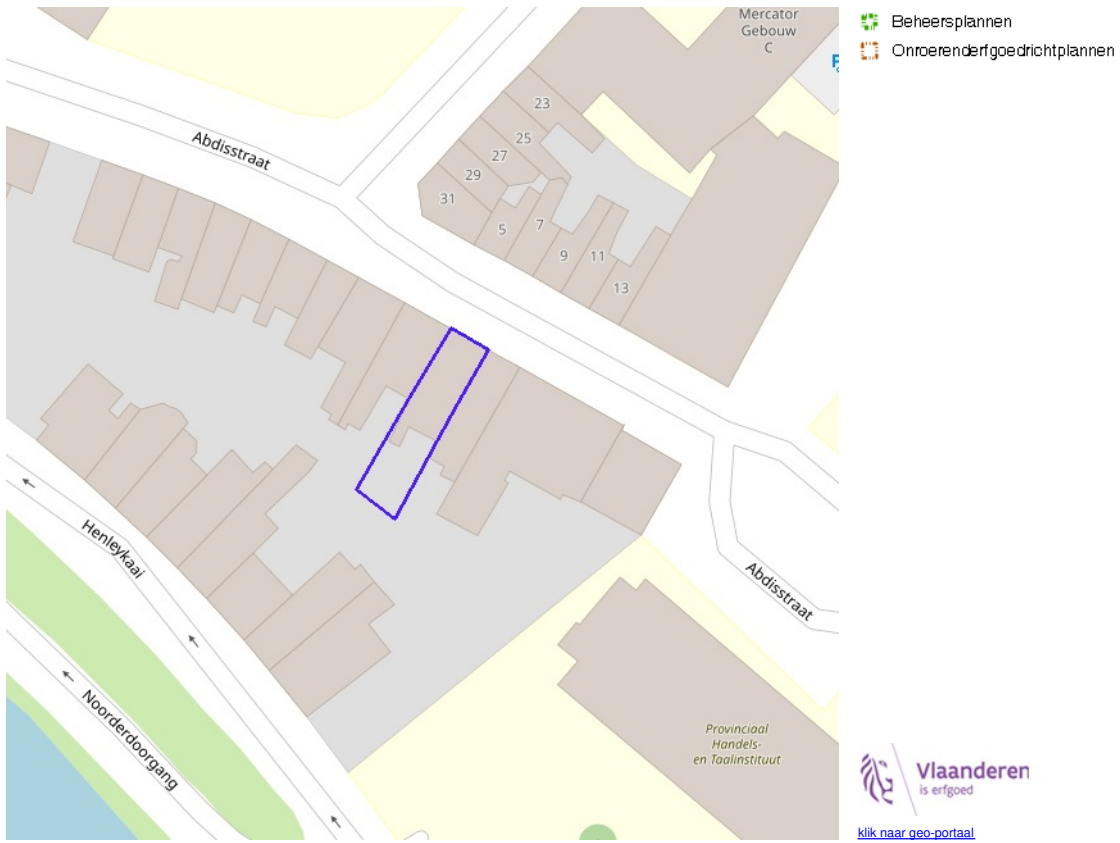 Mercator
Gebouw
C
P
Beheersplannen
Onroerenderfgoedrichtplannen
Abdisstraat
23
25
27
29
31
5
7
9
11
13
Henleykaai
Noorderdoorgang
Abdisstraat
Provinciaal
Handels-
en Taalinstituut
Vlaanderen
is erfgoed
klik naar geo-portaal